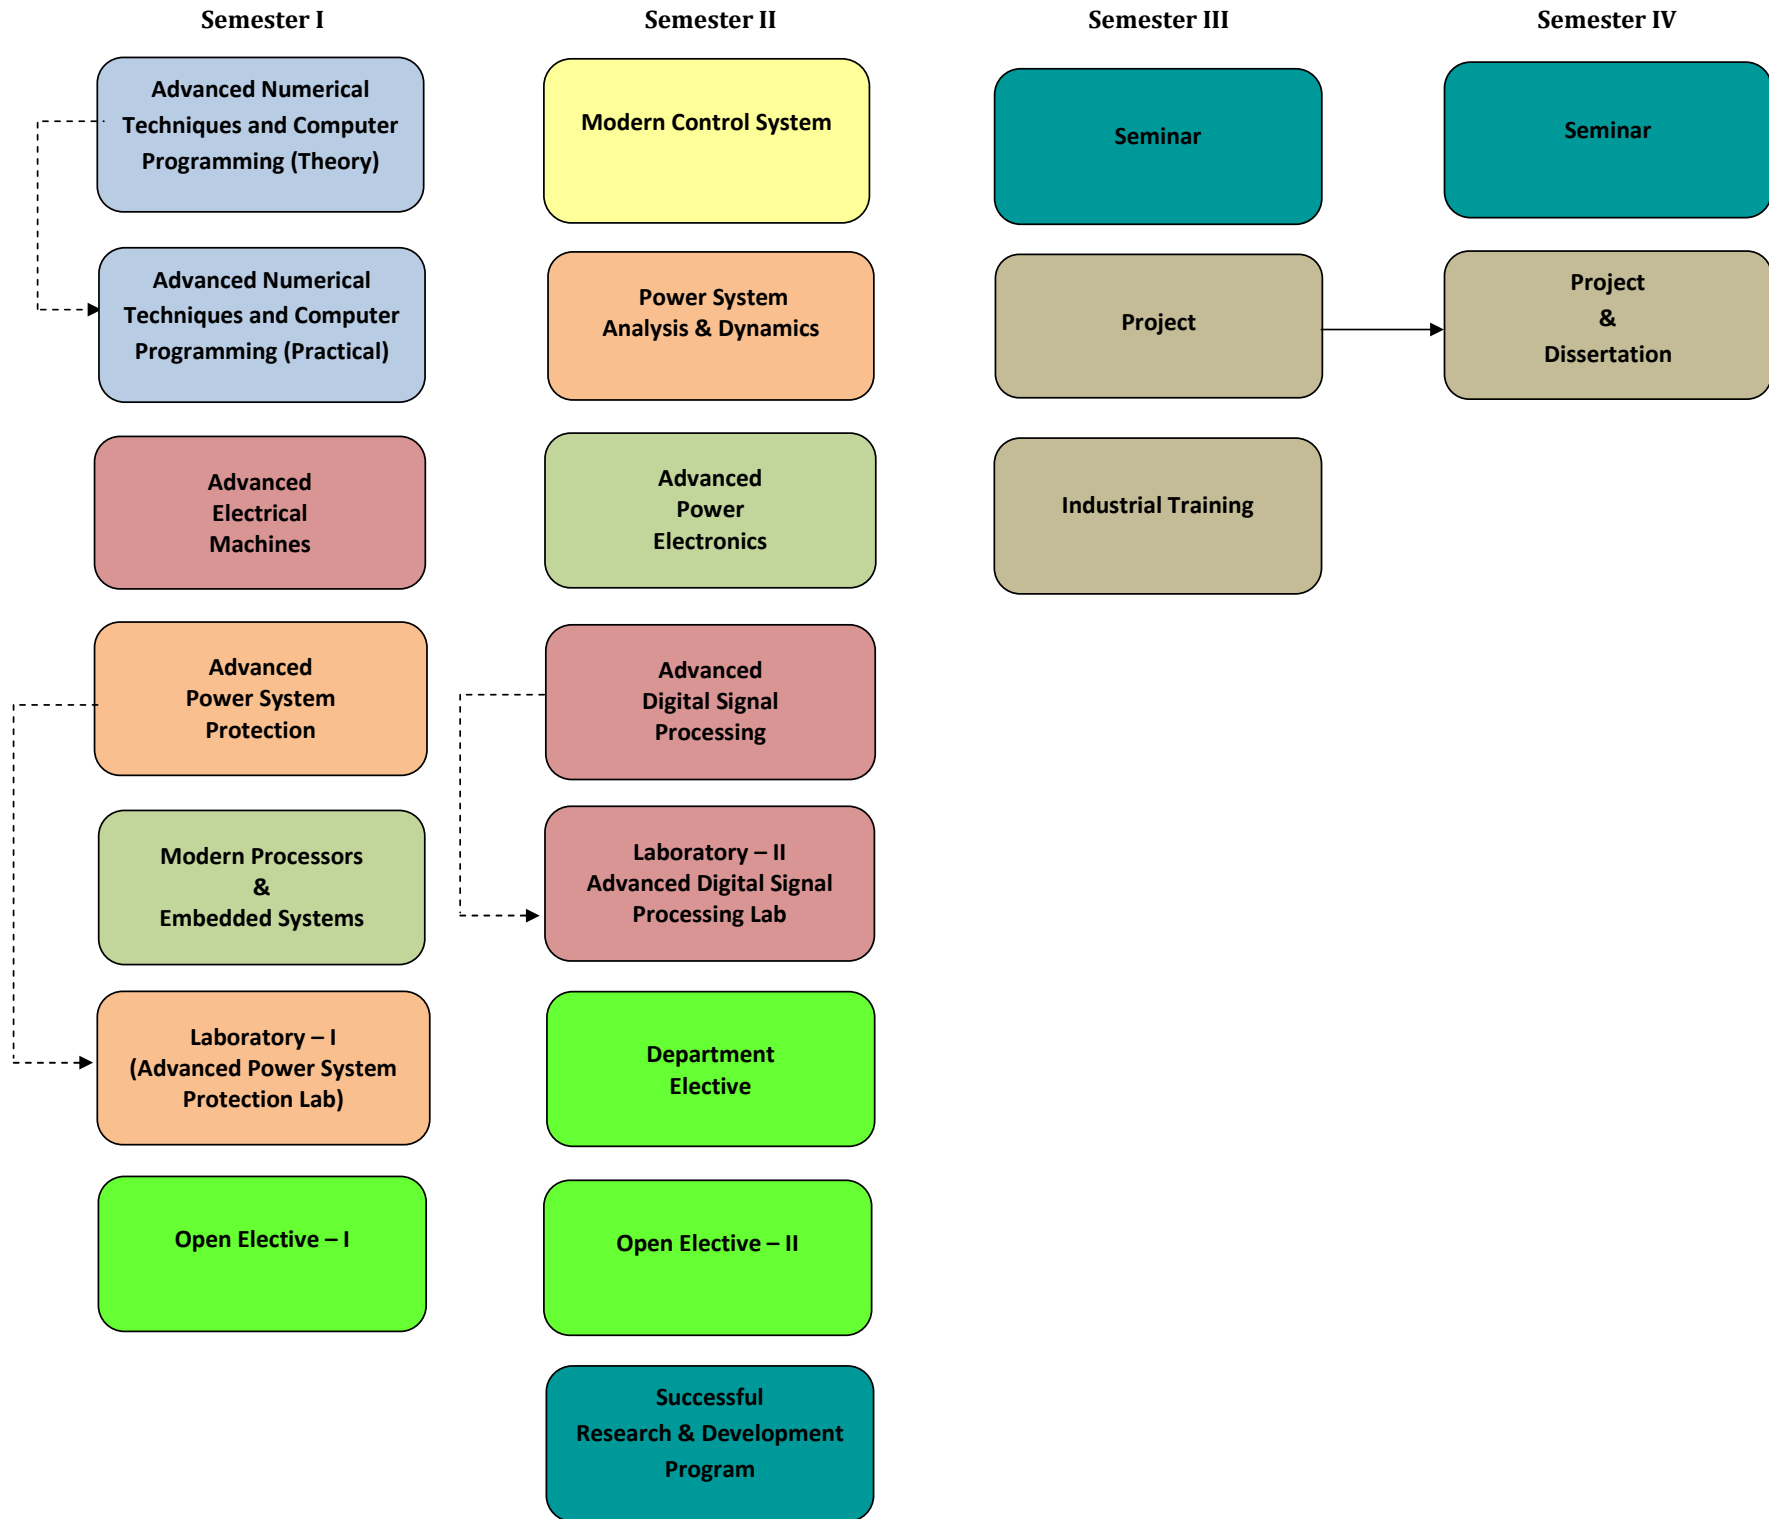 Semester I
Semester II
Semester III
Semester IV
Advanced Numerical
Techniques and Computer
Programming (Theory)
Advanced Numerical
Techniques and Computer
Programming (Practical)
Advanced
Electrical
Machines
Advanced
Power System
Protection
Modern Processors
&
Embedded Systems
Laboratory – I
(Advanced Power System
Protection Lab)
Open Elective – I
Modern Control System
Power System
Analysis & Dynamics
Advanced
Power
Electronics
Advanced
Digital Signal
Processing
Laboratory – II
Advanced Digital Signal
Processing Lab
Department
Elective
Open Elective – II
Successful
Research & Development
Program
Seminar
Project
Industrial Training
Seminar
Project
&
Dissertation